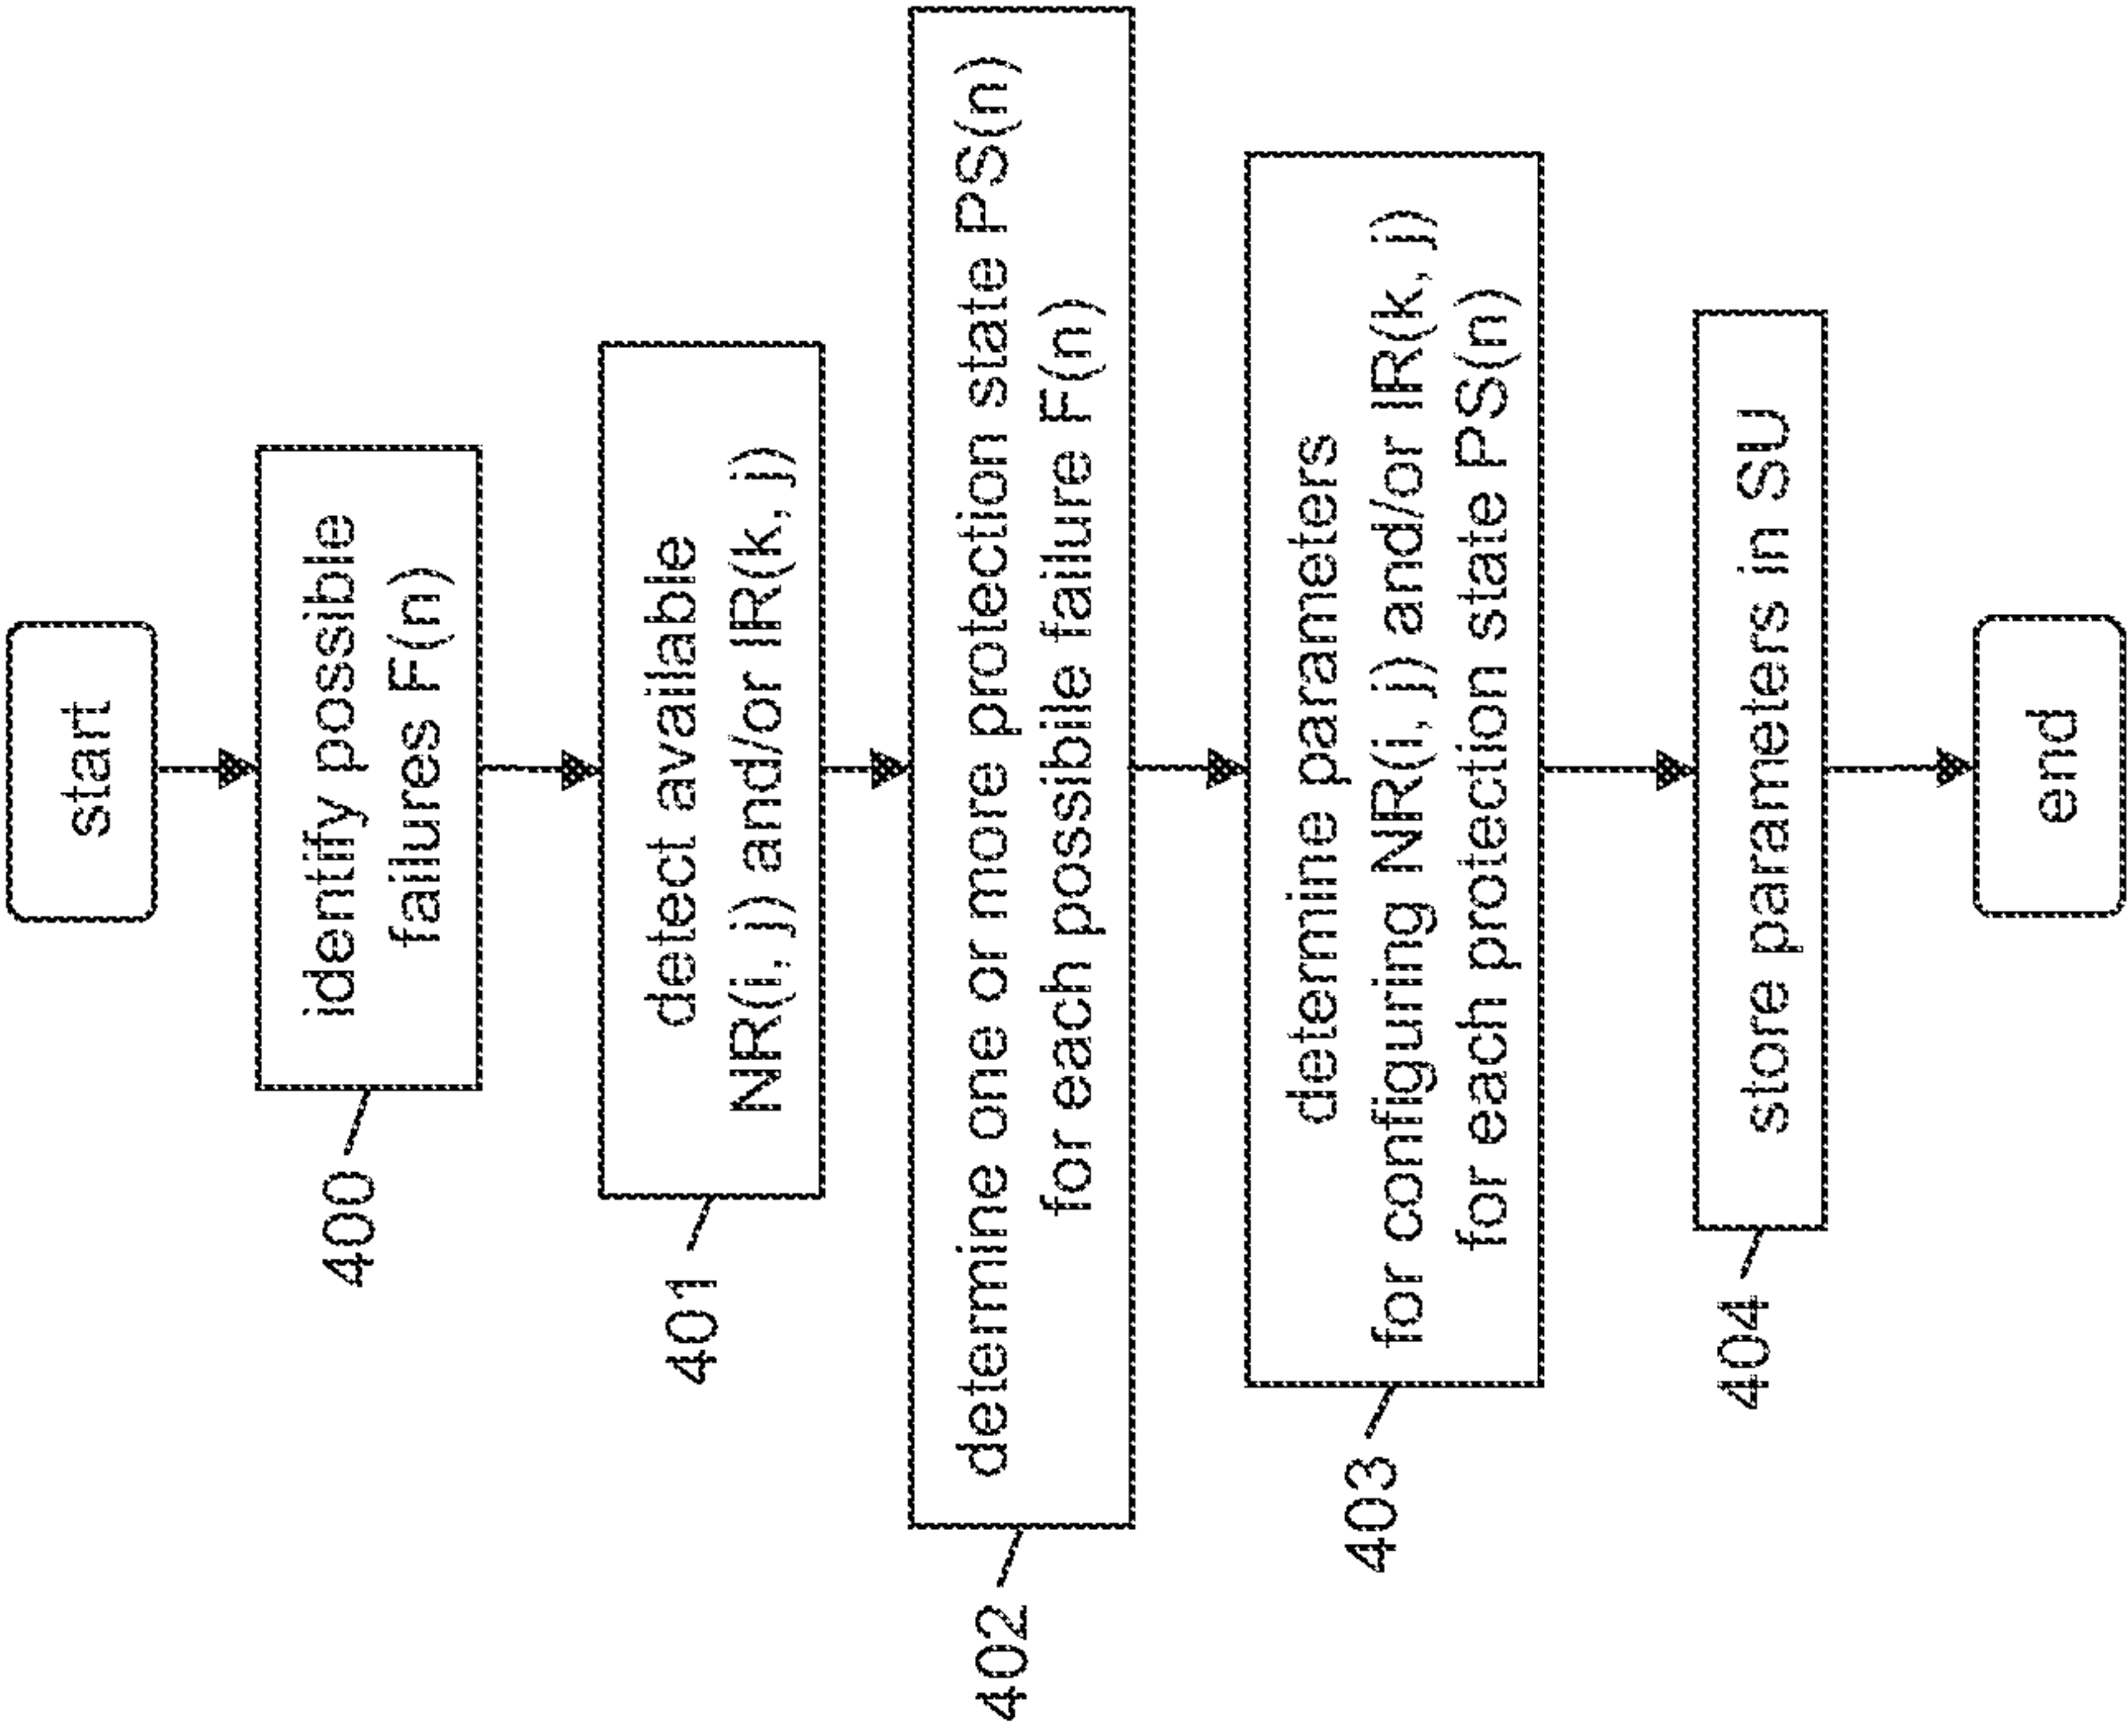 start
identify possible
failures F(n)
400
detect available
NR(i, j) and/or IR(k, j)
401
determine one or more protection state PS(n)
for each possibile failure F(n)
402
determine parameters
for configuring NR(i, j) and/or IR(k, j)
for each protection state PS(n)
403
store parameters in SU
404
end